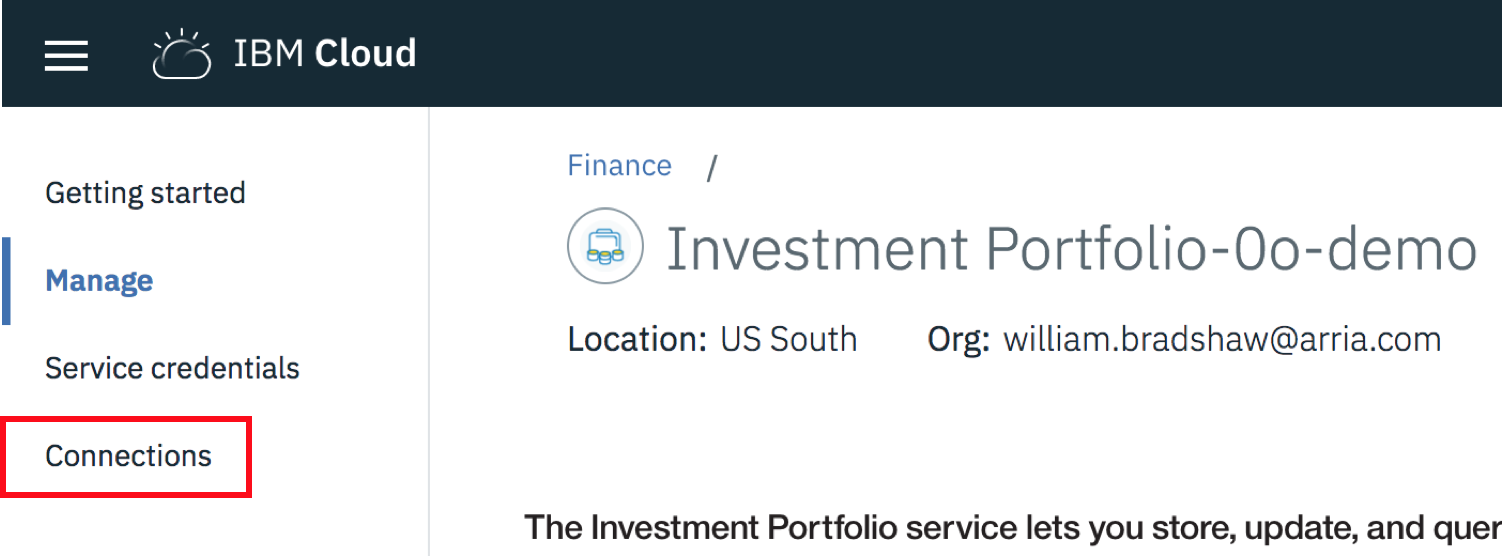 IBM Cloud
Getting started
Manage
Service credentials
Connections
Finance /
Investment Portfolio-0o-demo
Location: US South Org: william.bradshaw@arria.com
The Investment Portfolio service lets you store, update, and quer